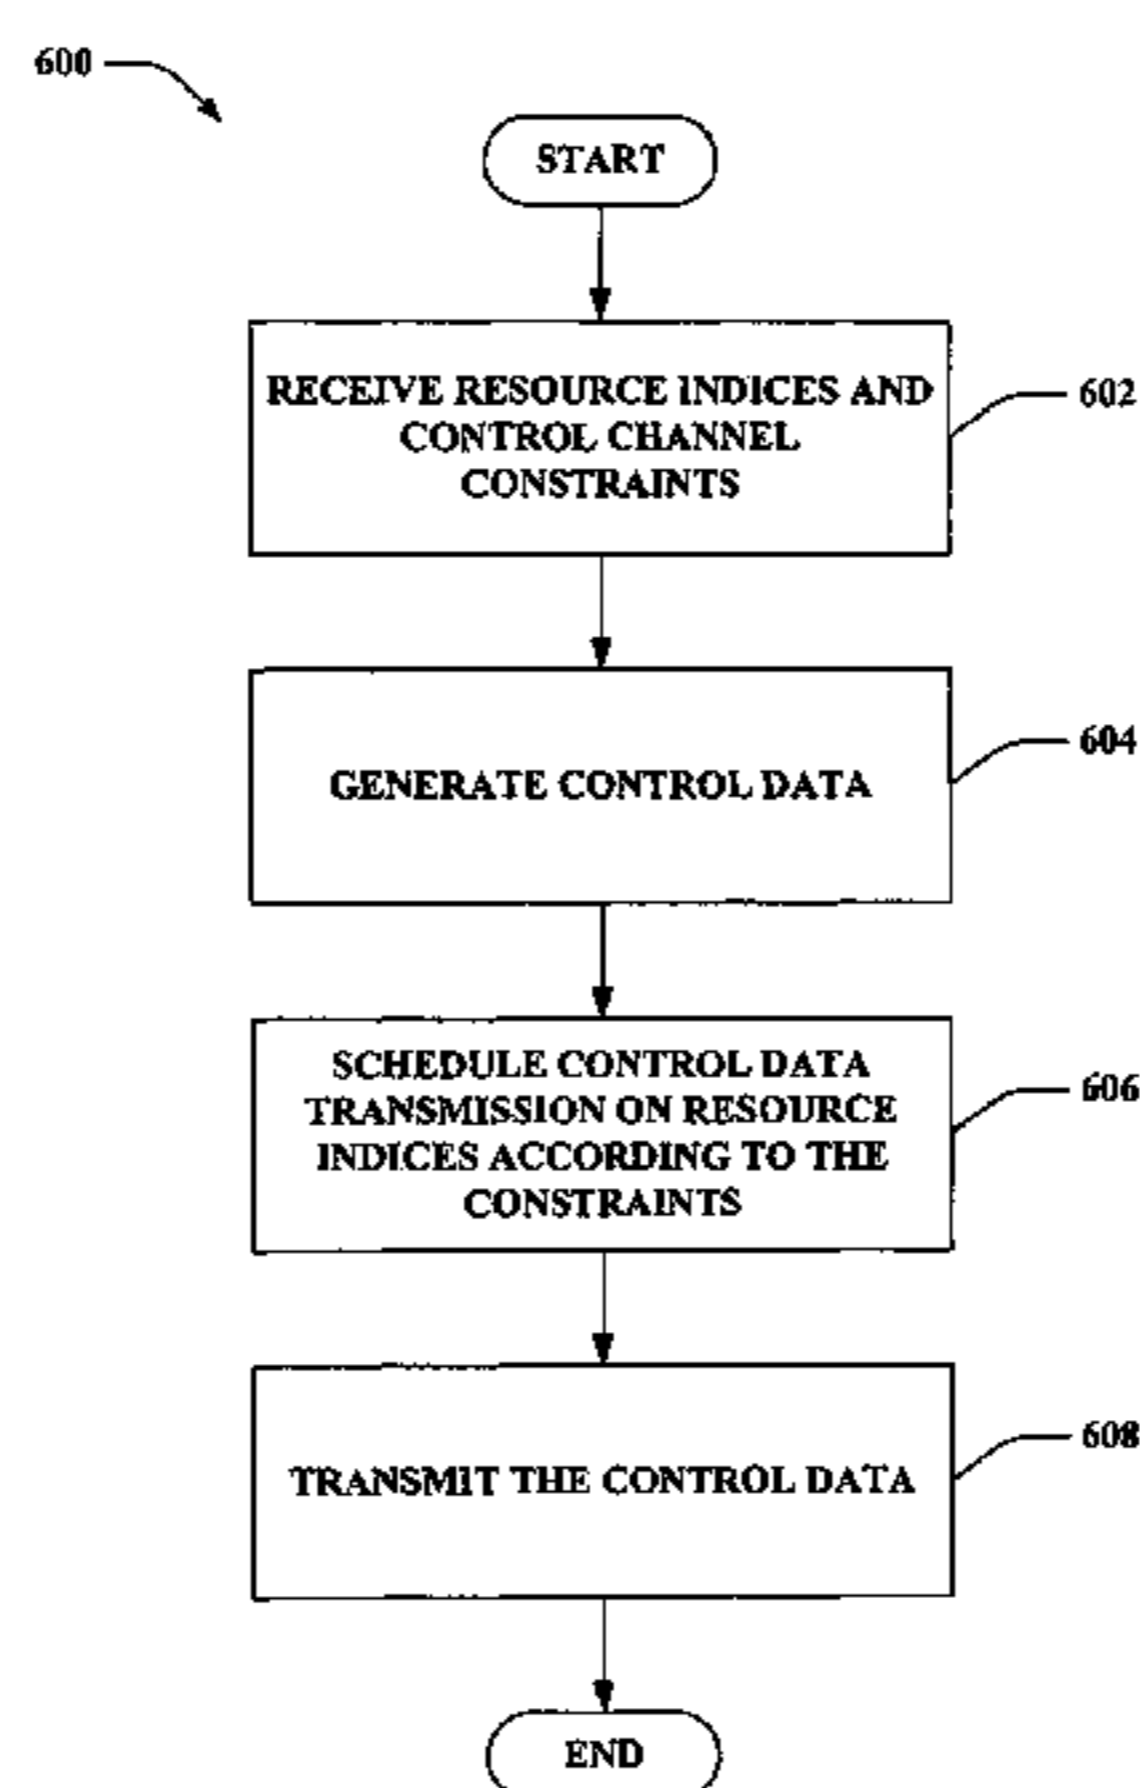 600
START
RECEIVE RESOURCE INDICES AND
CONTROL CHANNEL
CONSTRAINTS
602
GENERATE CONTROL DATA
604
SCHEDULE CONTROL DATA
TRANSMISSION ON RESOURCE
INDICES ACCORDING TO THE
CONSTRAINTS
606
TRANSMIT THE CONTROL DATA
608
END